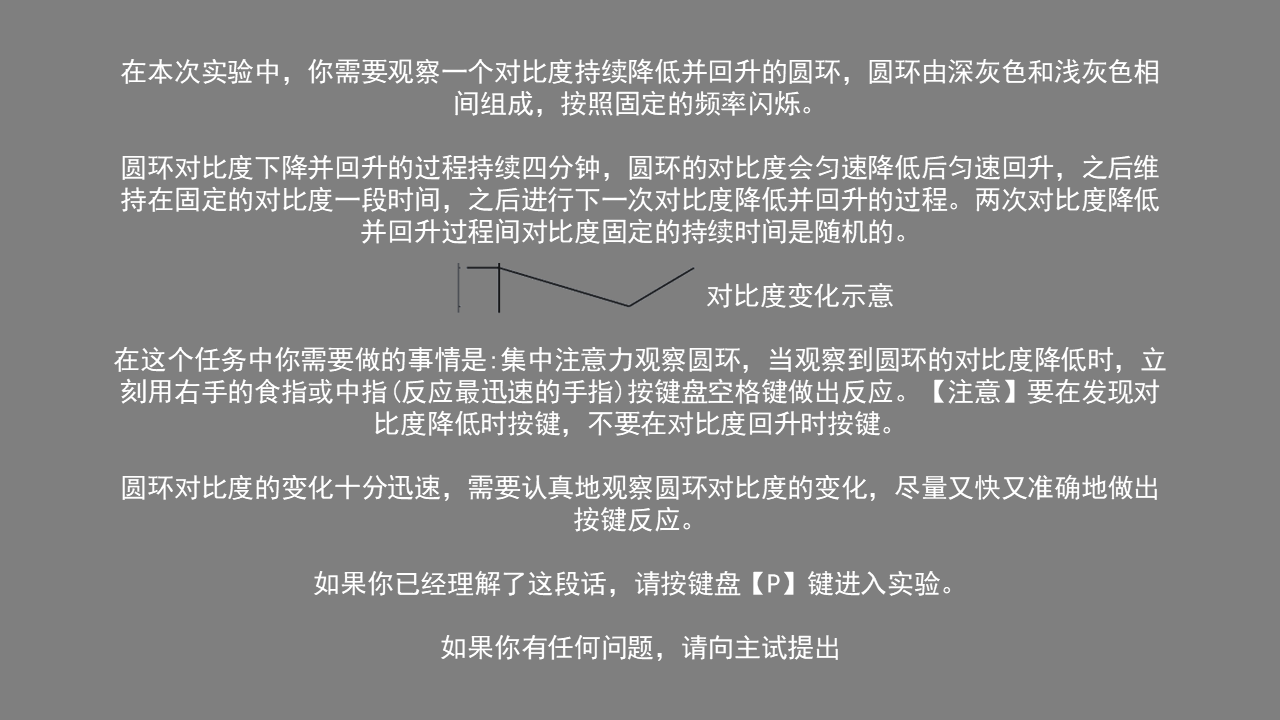 在本次实验中，你需要观察一个对比度持续降低并回升的圆环，圆环由深灰色和浅灰色相
间组成，按照固定的频率闪烁。
圆环对比度下降并回升的过程持续四分钟，圆环的对比度会匀速降低后匀速回升，之后维
持在固定的对比度一段时间，之后进行下一次对比度降低并回升的过程。两次对比度降低
并回升过程间对比度固定的持续时间是随机的。
对比度变化示意
在这个任务中你需要做的事情是:集中注意力观察圆环，当观察到圆环的对比度降低时，立
刻用右手的食指或中指(反应最迅速的手指)按键盘空格键做出反应。【注意】要在发现对
比度降低时按键，不要在对比度回升时按键。
圆环对比度的变化十分迅速，需要认真地观察圆环对比度的变化，尽量又快又准确地做出
按键反应。
如果你已经理解了这段话，请按键盘【P】键进入实验。
如果你有任何问题，请向主试提出